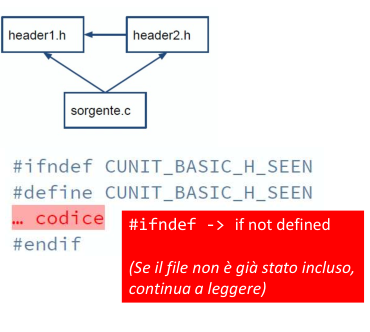 header1.h
header2.h
sorgente.c
#ifndef CUNIT_BASIC_H_SEEN
#define CUNIT_BASIC_H_SEEN
… codice
#endif
#ifndef -> if not defined
(Se il file non è già stato incluso,
continua a leggere)